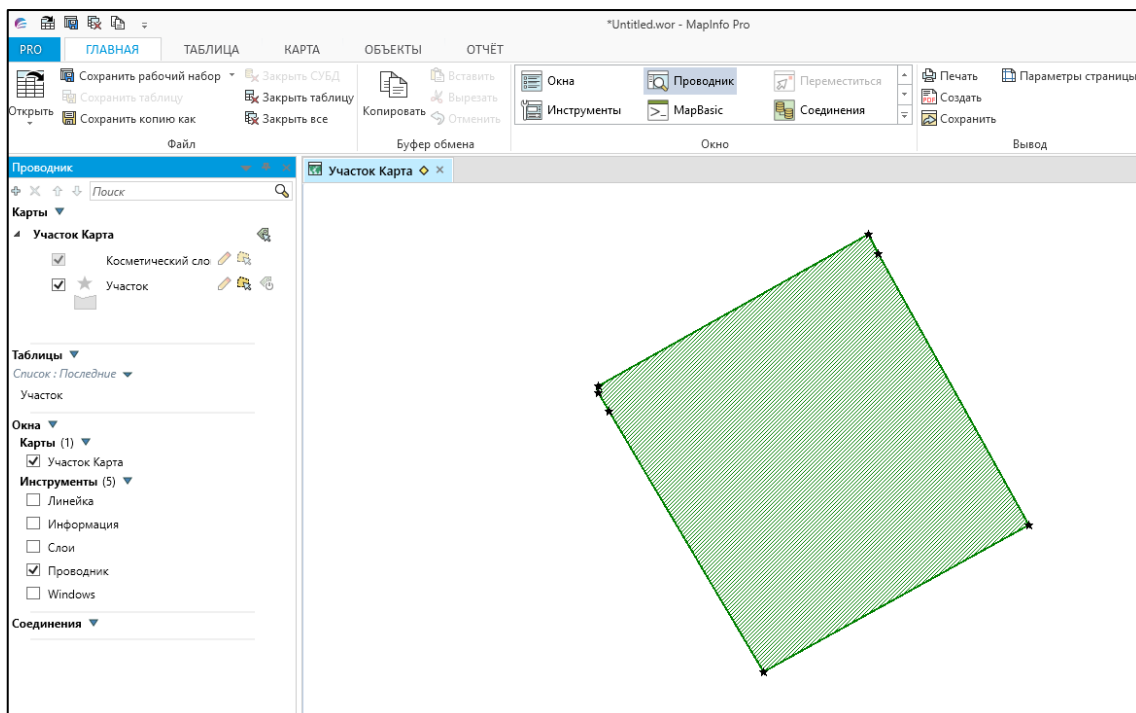 *Untitled.wor - MapInfo Pro
PRO ГЛАВНАЯ ТАБЛИЦА КАРТА ОБЪЕКТЫ ОТЧЁТ
Открыть
Сохранить рабочий набор
Сохранить таблицу
Сохранить копию как
Закрыть СУБД
Закрыть таблицу
Закрыть все
Файл
Копировать
Вставить
Вырезать
Отменить
Буфер обмена
Окна Проводник Переместиться
Инструменты MapBasic Соединения
Окно
Печать Параметры страницы
PDF Создать
Сохранить
Вывод
Проводник
Поиск
Карты
Участок Карта
Косметический сло
Участок
Таблицы
Список : Последние
Участок
Окна
Карты (1)
Участок Карта
Инструменты (5)
Линейка
Информация
Слои
Проводник
Windows
Соединения
Участок Карта